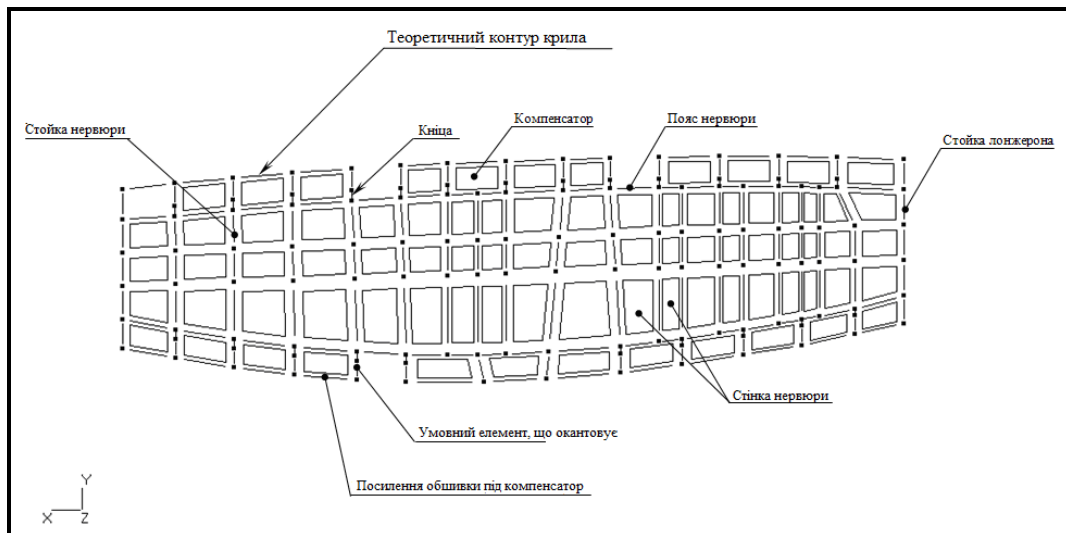 Теоретичний контур крила
Стойка нервюри
Кніца
Компенсатор
Пояс нервюри
Стойка лонжерона
Стінка нервюри
Умовний елемент, що окантовує
Посилення обшивки під компенсатор
Y
X
Z